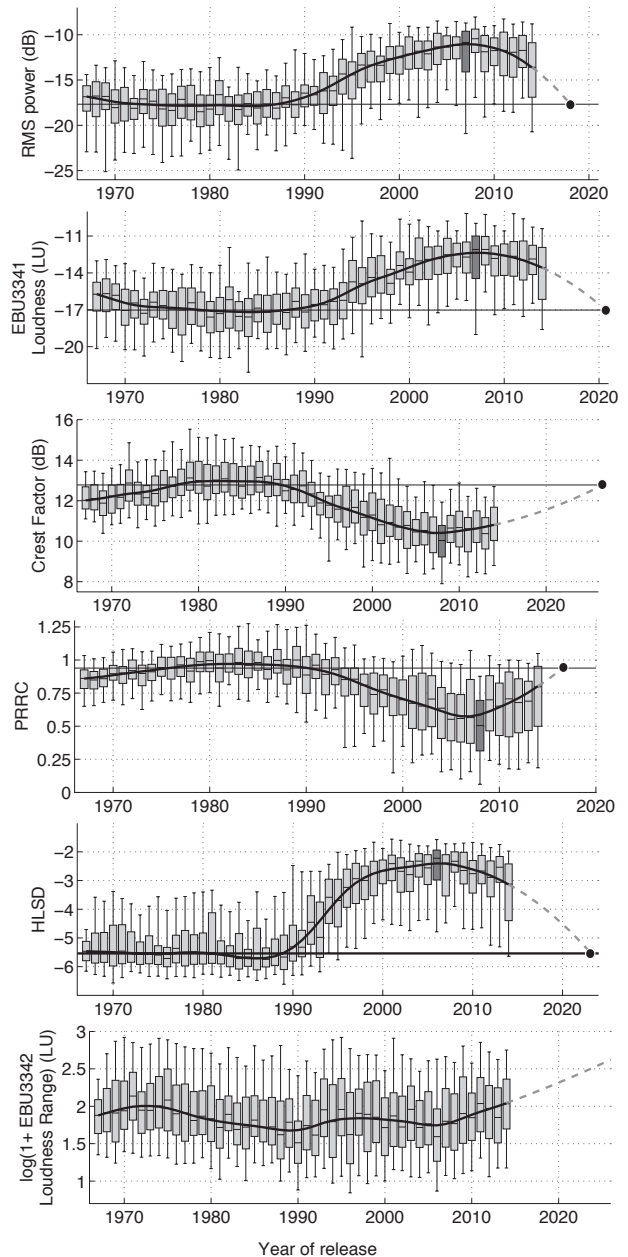 RMS power (dB)
−10
−15
−20
−25
1970 1980 1990 2000 2010 2020
EBU3341
Loudness (LU)
−11
−14
−17
−20
1970 1980 1990 2000 2010 2020
Crest Factor (dB)
16
14
12
10
8
1970 1980 1990 2000 2010 2020
PRRC
1.25
1
0.75
0.5
0.25
0
1970 1980 1990 2000 2010 2020
HLSD
−2
−3
−4
−5
−6
1970 1980 1990 2000 2010 2020
log(1+ EBU3342
Loudness Range) (LU)
3
2.5
2
1.5
1
1970 1980 1990 2000 2010 2020
Year of release